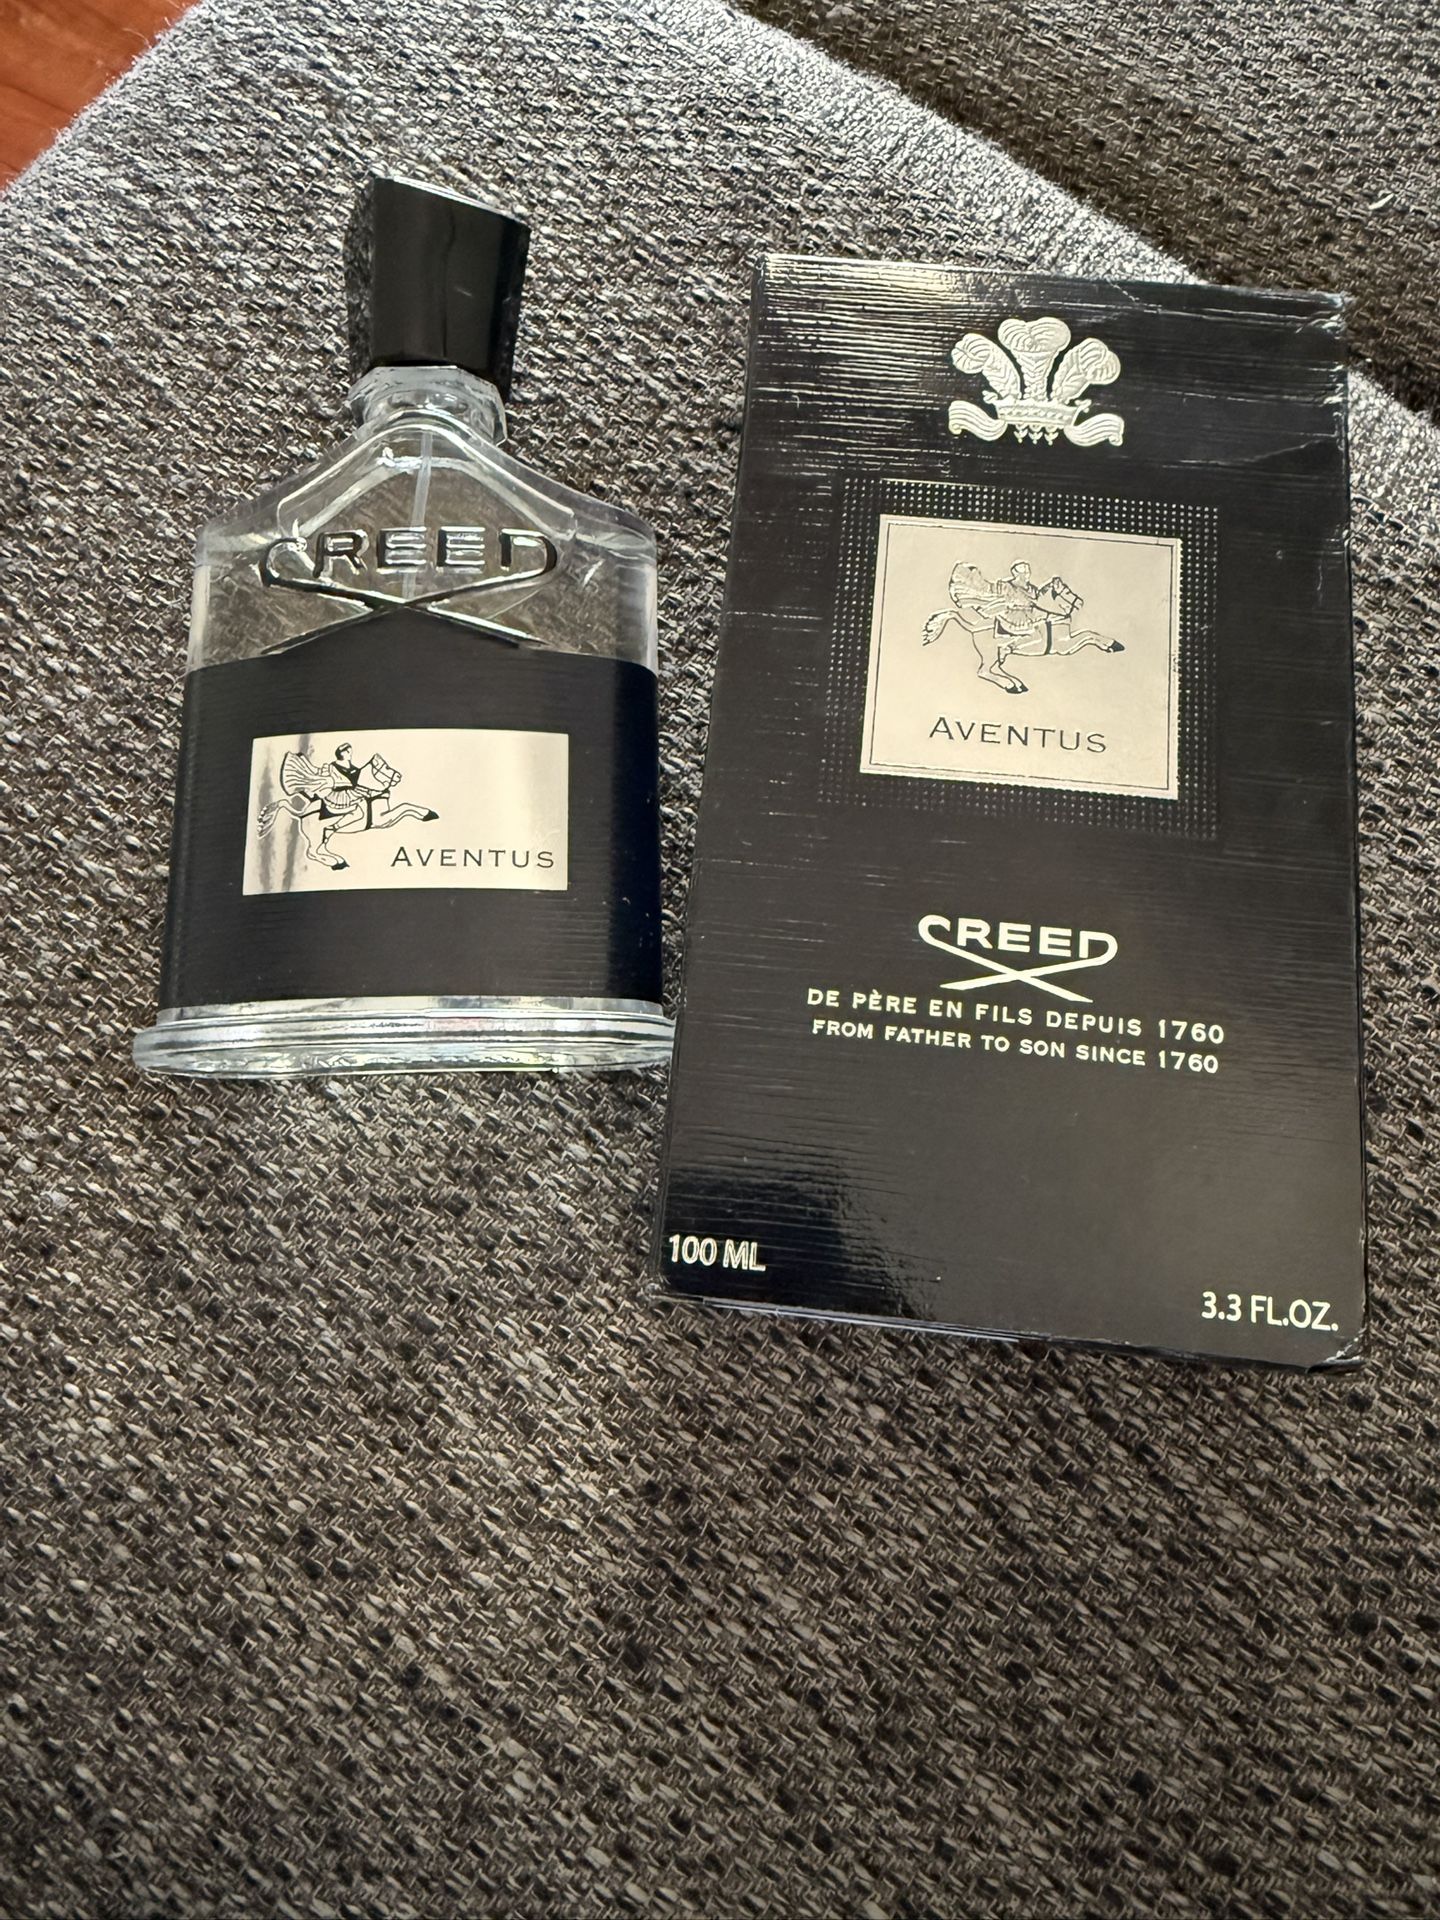 CREED
AVENTUS
AVENTUS
CREED
DE PÈRE EN FILS DEPUIS 1760
FROM FATHER TO SON SINCE 1760
100 ML
3.3 FL.OZ.